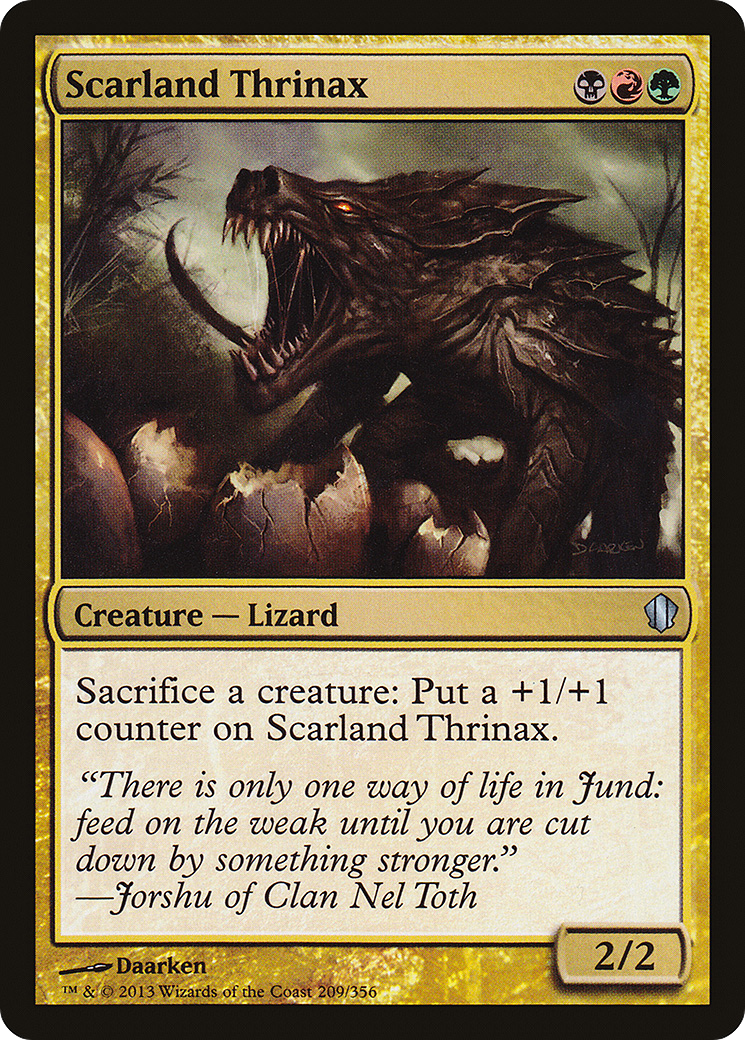 Scarland Thrinax
DAARKEN
Creature — Lizard
Sacrifice a creature: Put a +1/+1
counter on Scarland Thrinax.
“There is only one way of life in Jund:
feed on the weak until you are cut
down by something stronger.”
—Jorshu of Clan Nel Toth
2/2
Daarken
™ & © 2013 Wizards of the Coast 209/356